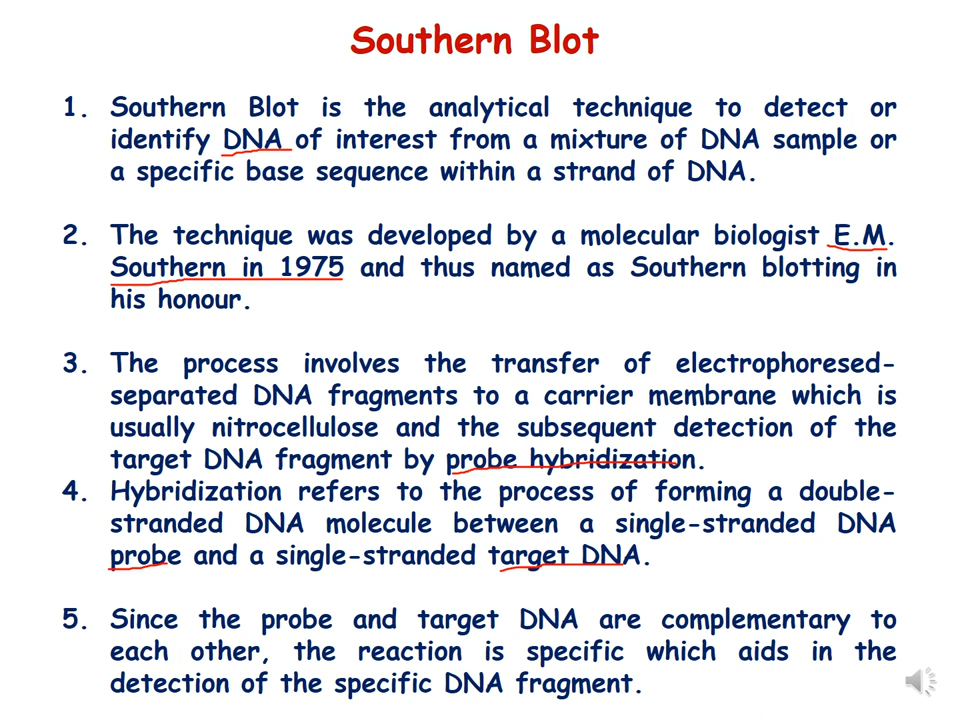 Southern Blot
1. Southern Blot is the analytical technique to detect or
identify DNA of interest from a mixture of DNA sample or
a specific base sequence within a strand of DNA.
2. The technique was developed by a molecular biologist E.M.
Southern in 1975 and thus named as Southern blotting in
his honour.
3. The process involves the transfer of electrophoresed-
separated DNA fragments to a carrier membrane which is
usually nitrocellulose and the subsequent detection of the
target DNA fragment by probe hybridization.
4. Hybridization refers to the process of forming a double-
stranded DNA molecule between a single-stranded DNA
probe and a single-stranded target DNA.
5. Since the probe and target DNA are complementary to
each other, the reaction is specific which aids in the
detection of the specific DNA fragment.